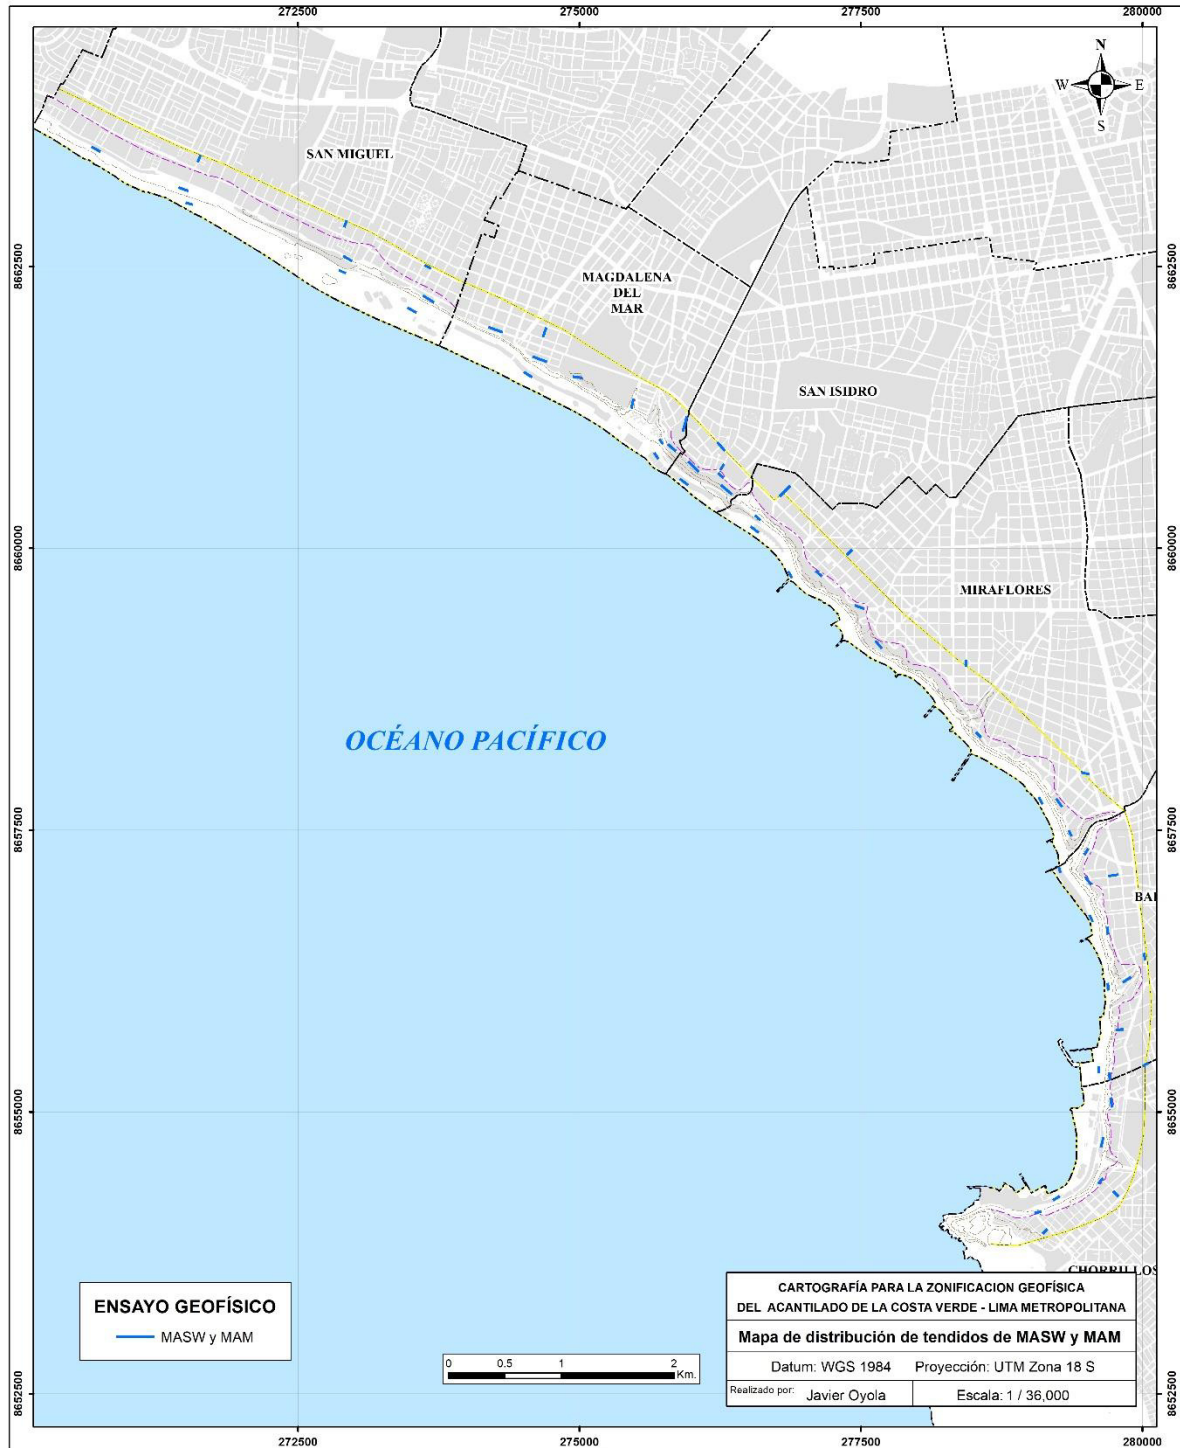 272500
275000
277500
280000
N
W
E
S
SAN MIGUEL
8662500
8662500
MAGDALENA
DEL
MAR
SAN ISIDRO
8660000
8660000
MIRAFLORES
OCÉANO PACÍFICO
8657500
8657500
BAR
8655000
8655000
CHORRILLOS
ENSAYO GEOFÍSICO
MASW y MAM
0 0.5 1 2
Km.
CARTOGRAFÍA PARA LA ZONIFICACION GEOFÍSICA
DEL ACANTILADO DE LA COSTA VERDE - LIMA METROPOLITANA
Mapa de distribución de tendidos de MASW y MAM
Datum: WGS 1984 Proyección: UTM Zona 18 S
Realizado por: Javier Oyola
Escala: 1 / 36,000
8652500
8652500
272500
275000
277500
280000